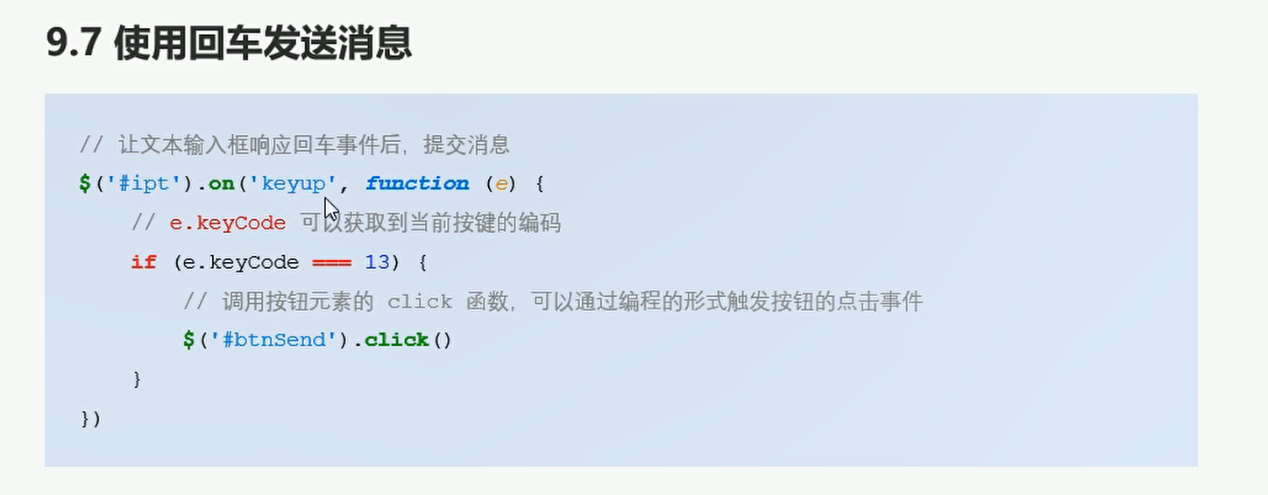 9.7 使用回车发送消息
// 让文本输入框响应回车事件后，提交消息
$('#ipt').on('keyup', function (e) {
// e.keyCode 可以获取到当前按键的编码
if (e.keyCode === 13) {
// 调用按钮元素的 click 函数，可以通过编程的形式触发按钮的点击事件
$('#btnSend').click()
}
})